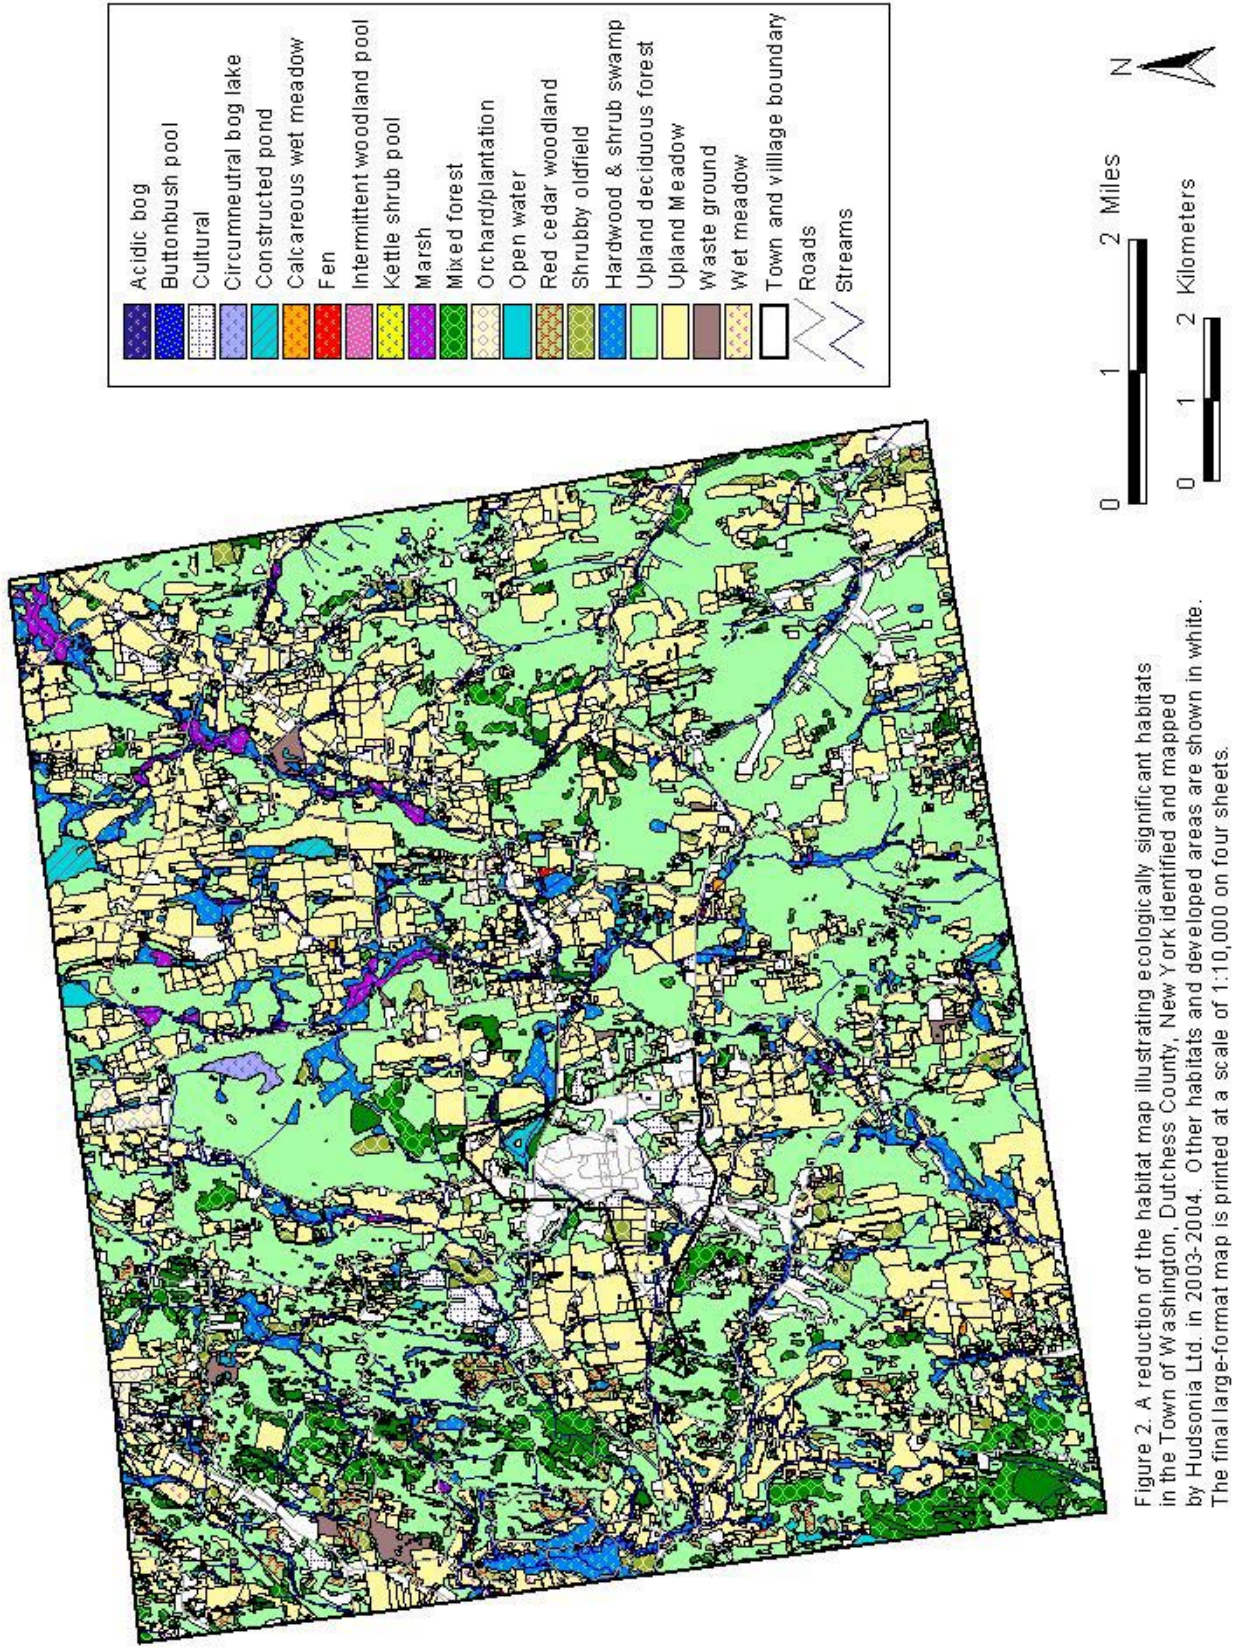 Acidic bog
Buttonbush pool
Cultural
Circumneutral bog lake
Constructed pond
Calcareous wet meadow
Fen
Intermittent woodland pool
Kettle shrub pool
Marsh
Mixed forest
Orchard/plantation
Open water
Red cedar woodland
Shrubby oldfield
Hardwood & shrub swamp
Upland deciduous forest
Upland Meadow
Waste ground
Wet meadow
Town and villlage boundary
Roads
Streams
N
0 1 2 Miles
0 1 2 Kilometers
Figure 2. A reduction of the habitat map illustrating ecologically significant habitats
in the Town of Washington, Dutchess County, New York identified and mapped
by Hudsonia Ltd. in 2003-2004. Other habitats and developed areas are shown in white.
The final large-format map is printed at a scale of 1:10,000 on four sheets.